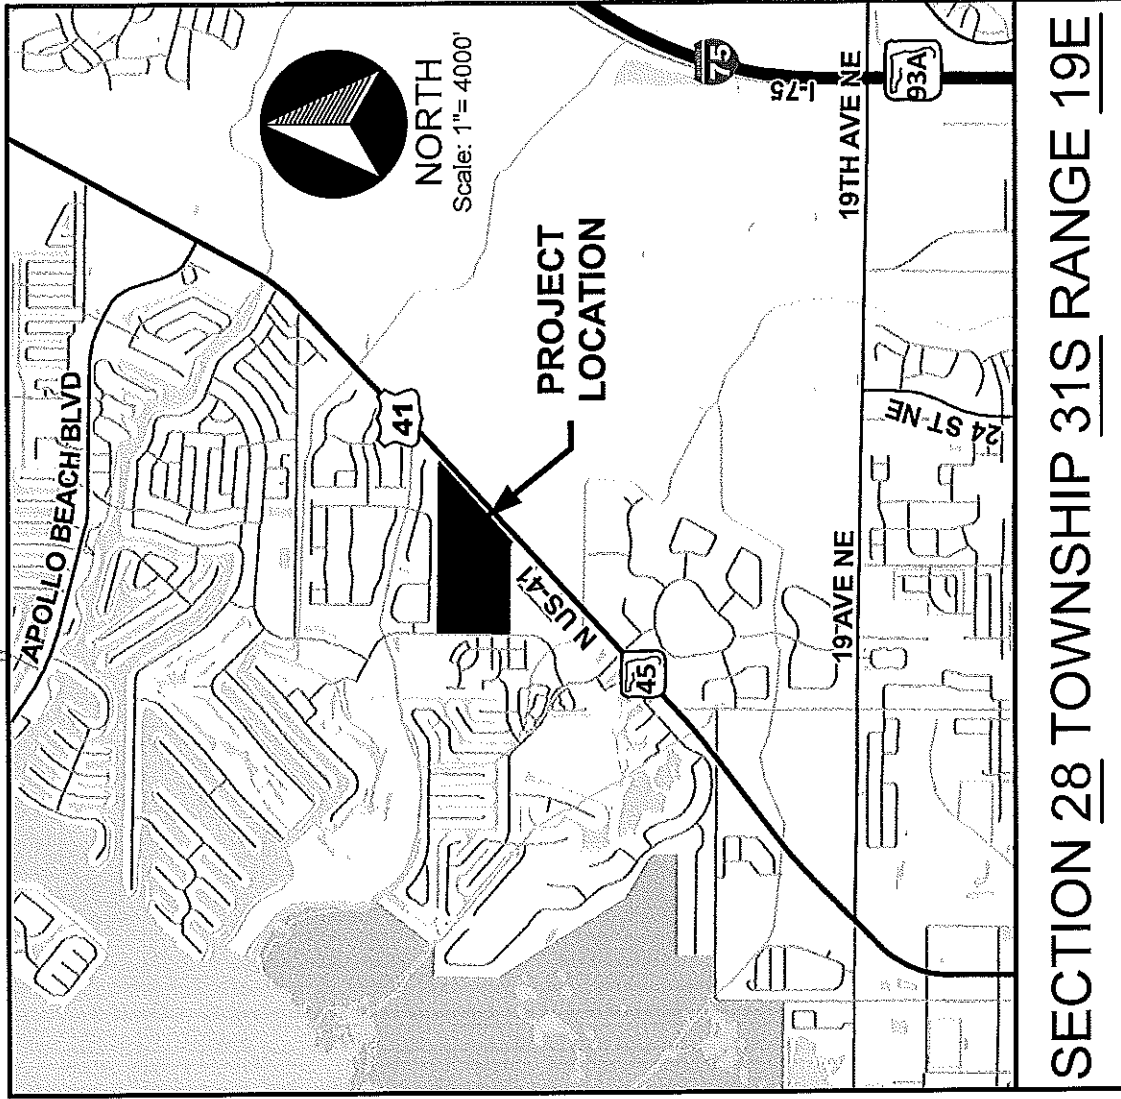 APOLLO BEACH BLVD
NORTH
Scale: 1"= 4000'
41
PROJECT
LOCATION
N US-41
45
75
I-75
19TH AVE NE
93A
19 AVE NE
24 ST NE
SECTION 28 TOWNSHIP 31S RANGE 19E